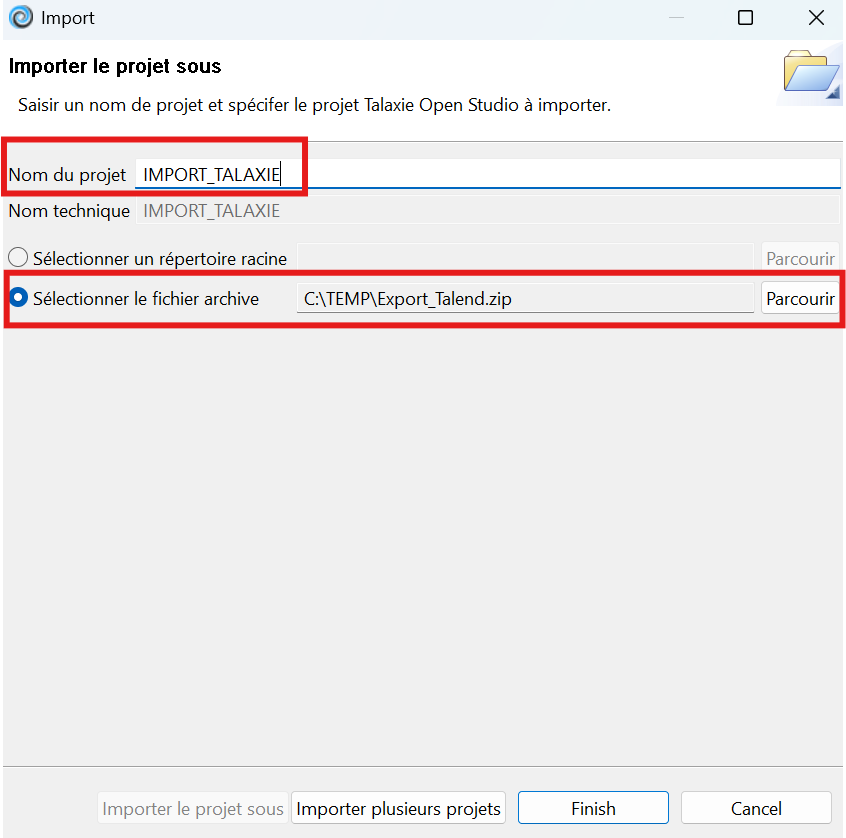 Import
Importer le projet sous
Saisir un nom de projet et spécifer le projet Talaxie Open Studio à importer.
Nom du projet IMPORT_TALAXIE
Nom technique IMPORT_TALAXIE
Sélectionner un répertoire racine Parcourir
Sélectionner le fichier archive C:\TEMP\Export_Talend.zip Parcourir
Importer le projet sous Importer plusieurs projets Finish Cancel